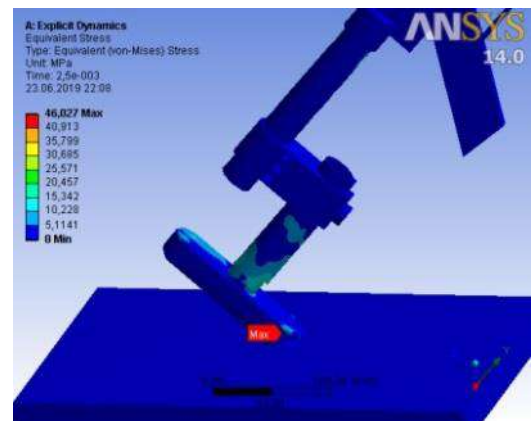 A: Explicit Dynamics
Equivalent Stress
Type: Equivalent (von-Mises) Stress
Unit: MPa
Time: 2,5e-003
23.06.2019 22:08
ANSYS
14.0
46,027 Max
40,913
35,799
30,685
25,571
20,457
15,342
10,228
5,1141
0 Min
Max